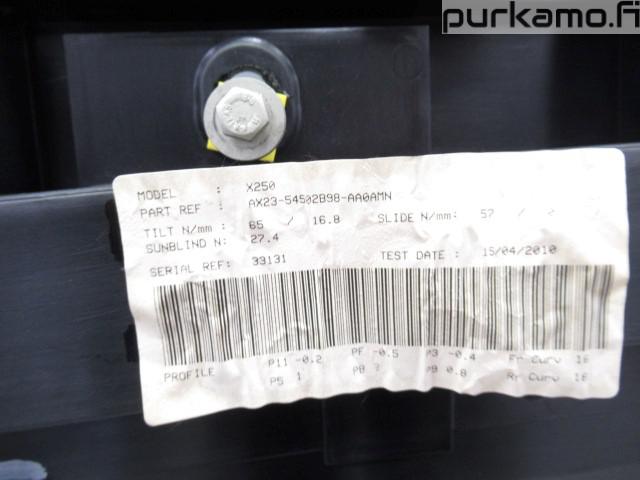 purkamo.fi
MODEL : X250
PART REF : AX23-54502B98-AA0AMN
TILT N/mm : 65 / 16.8 SLIDE N/mm: 57 /
SUNBLIND N: 27.4
SERIAL REF: 33131 TEST DATE : 15/04/2010
P11 -0.2 PF -0.5 P3 -0.4 Fr Curv 16
PROFILE P5 1 P8 P9 0.8 Rr Curv 16